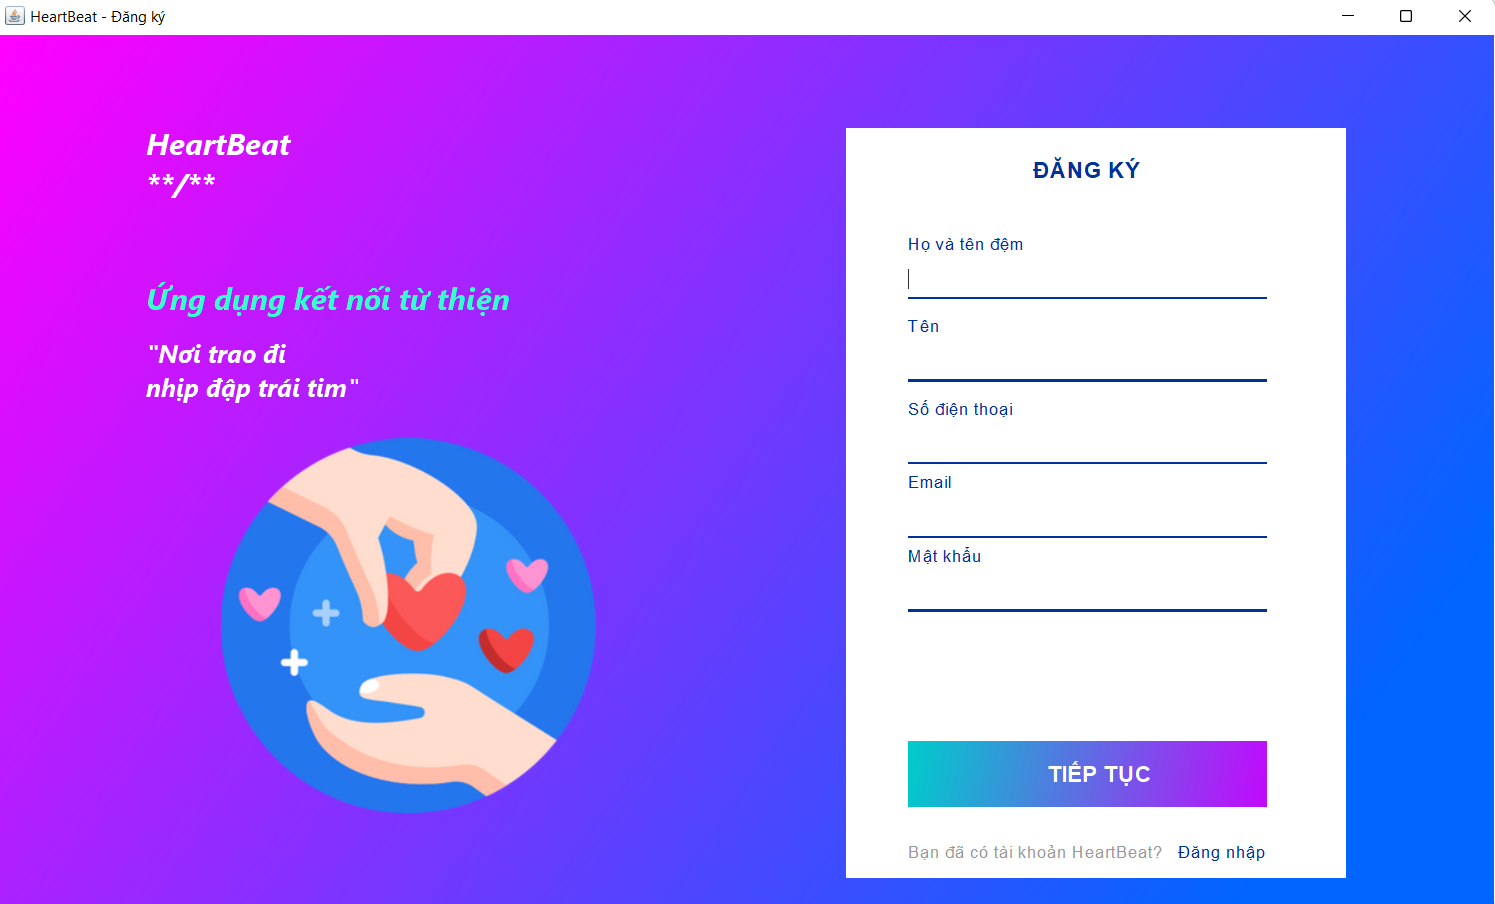 HeartBeat - Đăng ký
HeartBeat
**/**
Ứng dụng kết nối từ thiện
"Nơi trao đi
nhịp đập trái tim"
ĐĂNG KÝ
Họ và tên đệm
Tên
Số điện thoại
Email
Mật khẩu
TIẾP TỤC
Bạn đã có tài khoản HeartBeat? Đăng nhập